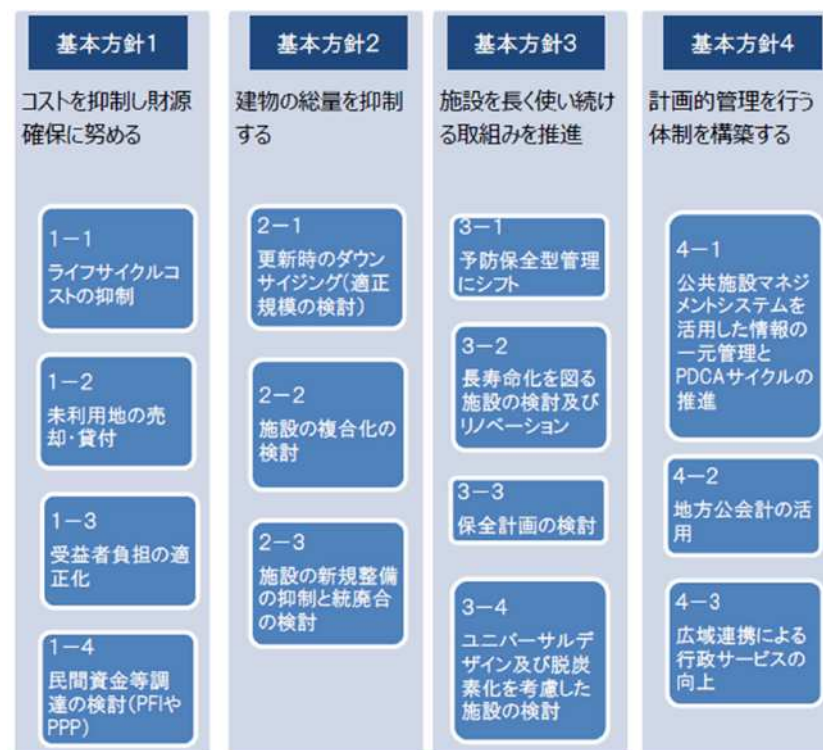 基本方針1
コストを抑制し財源
確保に努める
1－1
ライフサイクルコ
ストの抑制
1－2
未利用地の売
却・貸付
1－3
受益者負担の適
正化
1－4
民間資金等調
達の検討(PFIや
PPP)
基本方針2
建物の総量を抑制
する
2－1
更新時のダウン
サイジング(適正
規模の検討)
2－2
施設の複合化の
検討
2－3
施設の新規整備
の抑制と統廃合
の検討
基本方針3
施設を長く使い続け
る取組みを推進
3－1
予防保全型管理
にシフト
3－2
長寿命化を図る
施設の検討及び
リノベーション
3－3
保全計画の検討
3－4
ユニバーサルデ
ザイン及び脱炭
素化を考慮した
施設の検討
基本方針4
計画的管理を行う
体制を構築する
4－1
公共施設マネジ
メントシステムを
活用した情報の
一元管理と
PDCAサイクルの
推進
4－2
地方公会計の活
用
4－3
広域連携による
行政サービスの
向上